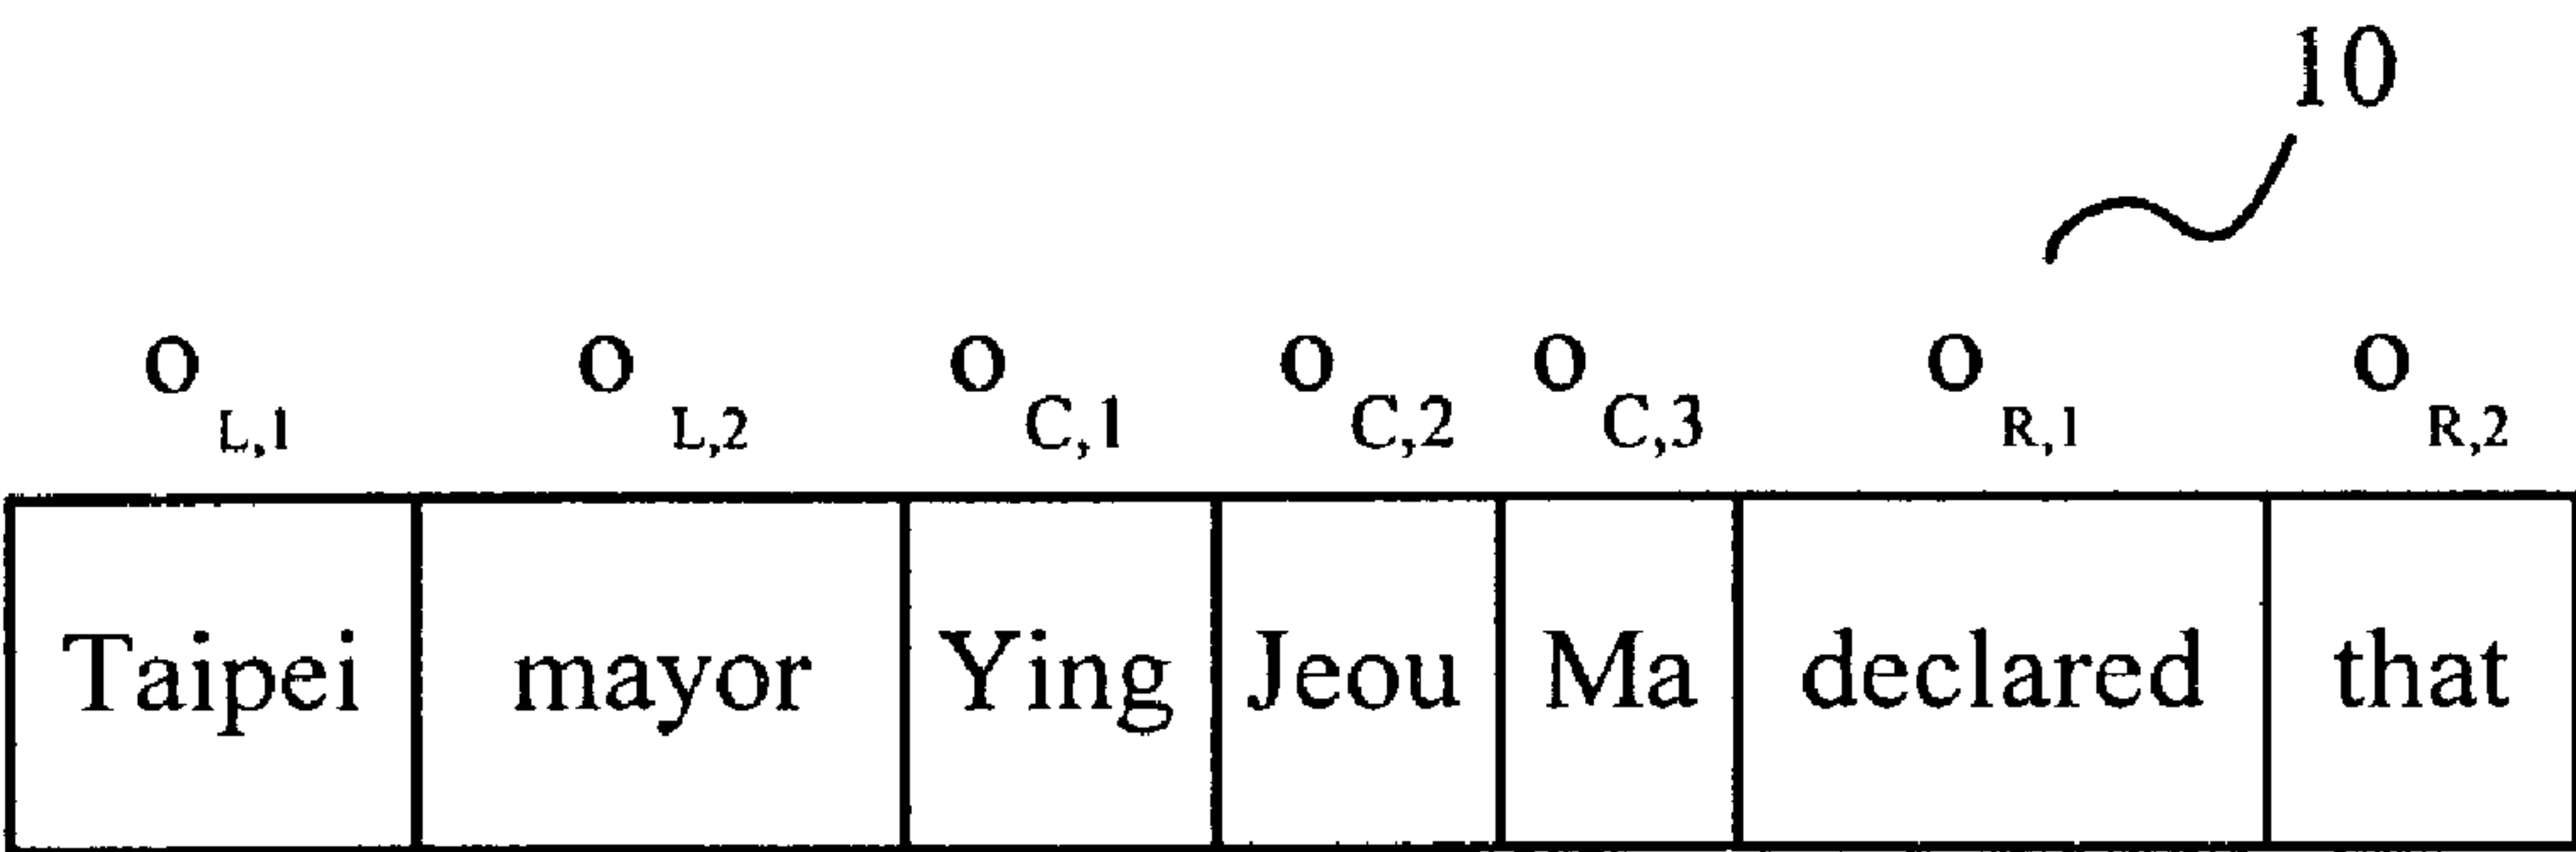 10
o L,1 o L,2 o C,1 o C,2 o C,3 o R,1 o R,2
Taipei mayor Ying Jeou Ma declared that